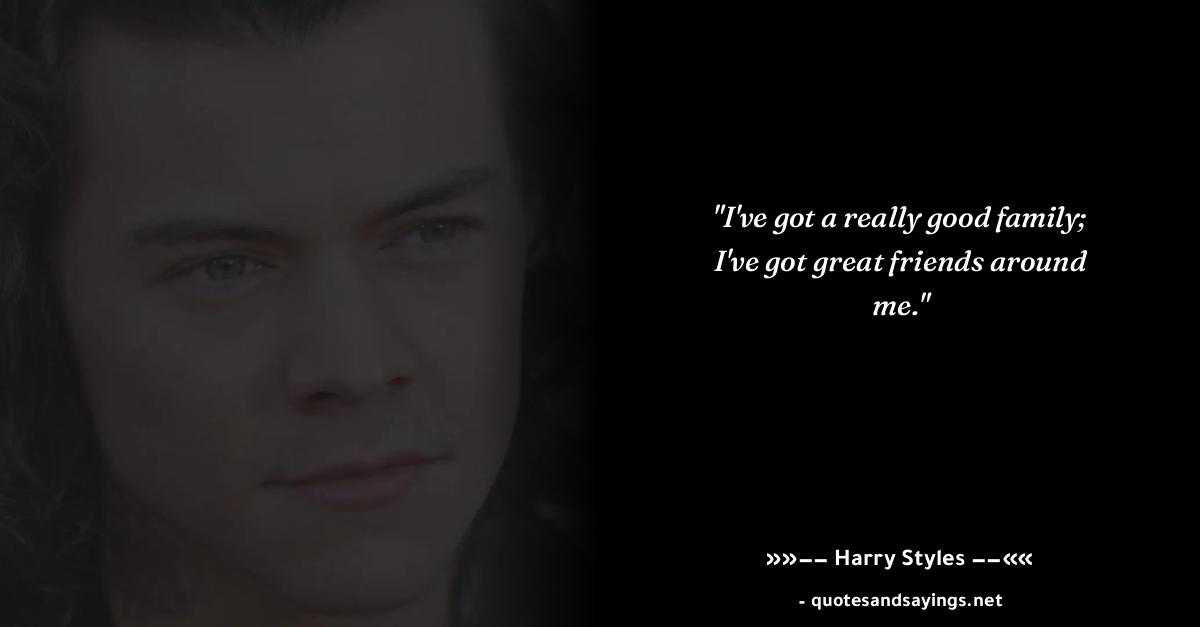 "I've got a really good family;
I've got great friends around
me."
»»−− Harry Styles −−««
- quotesandsayings.net